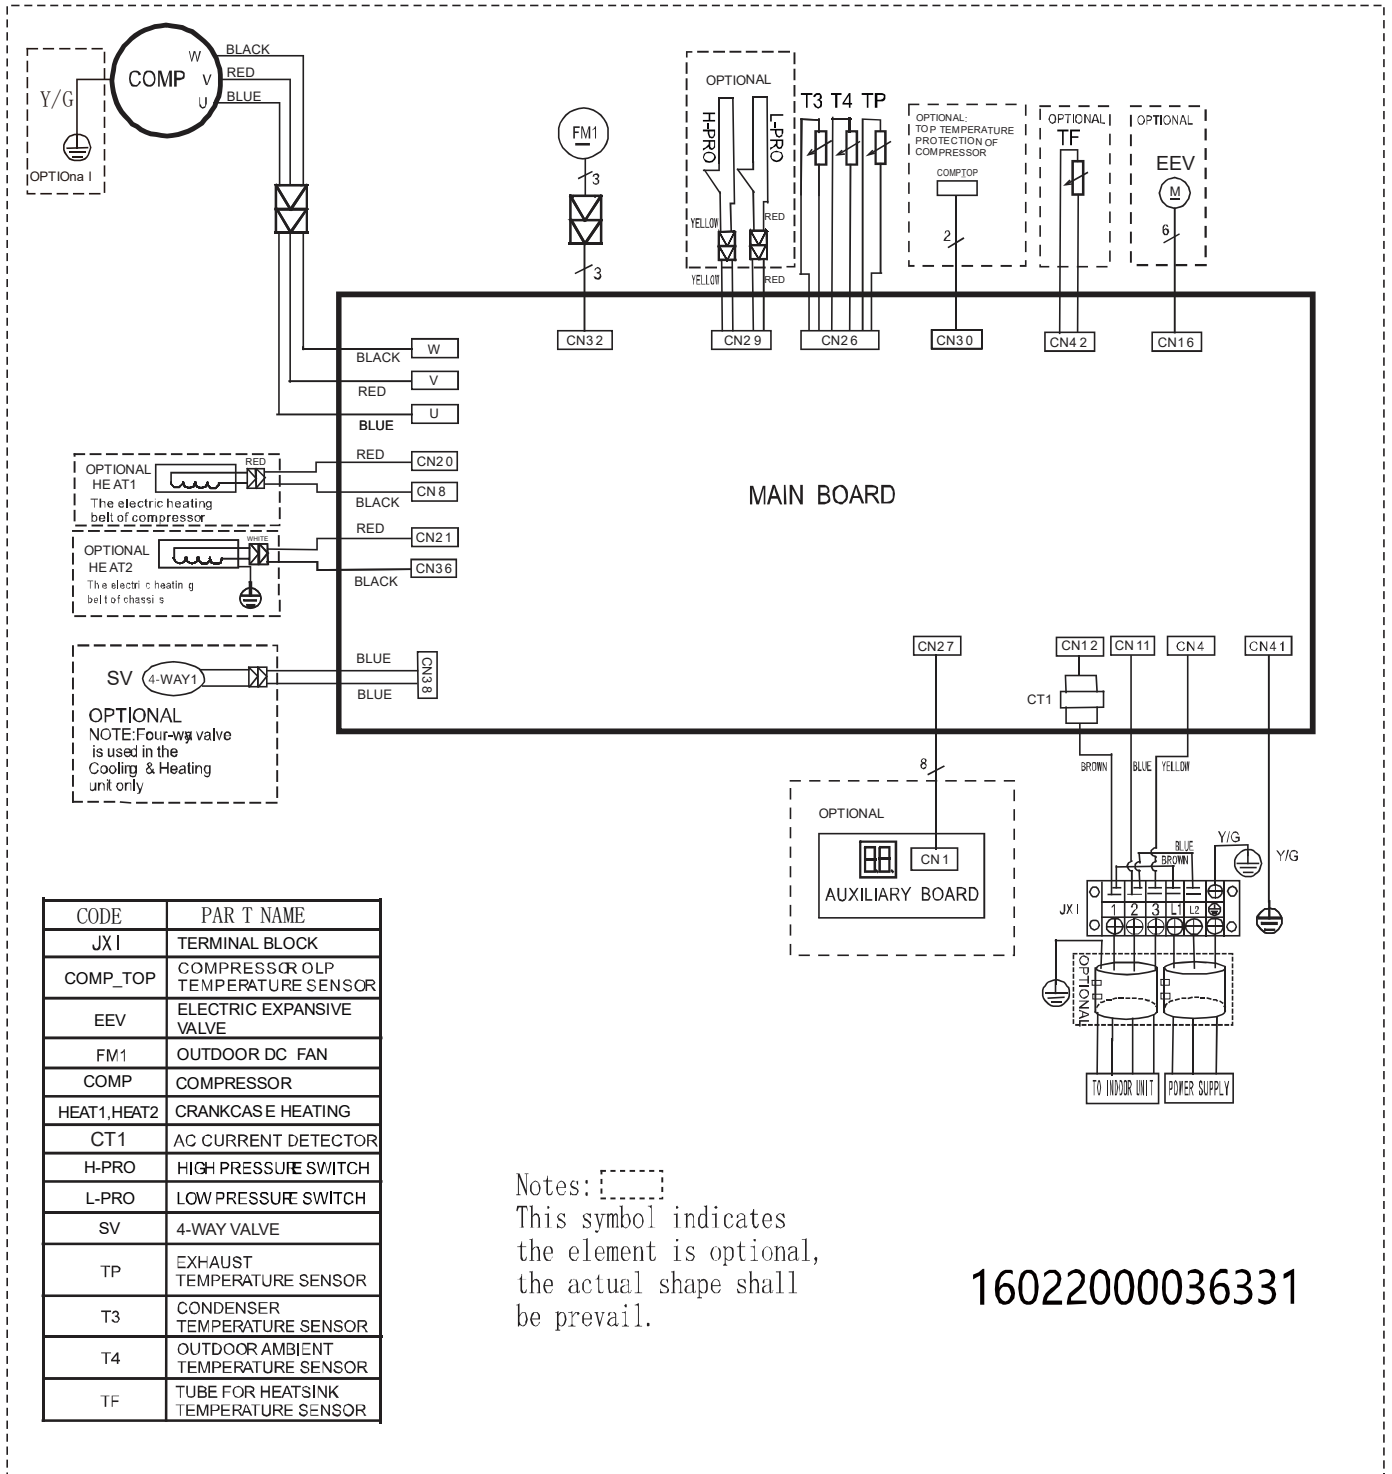 W
BLACK
COMP
V
RED
U
BLUE
Y/G
OPTIOna l
FM1
3
3
OPTIONAL
H-PRO
L-PRO
YELLOW
RED
YELLOW
RED
T3 T4 TP
OPTIONAL:
TOP TEMPERATURE
PROTECTION OF
COMPRESSOR
COMPTOP
2
OPTIONAL
TF
OPTIONAL
EEV
M
6
CN32
CN29
CN26
CN30
CN42
CN16
BLACK
W
RED
V
BLUE
U
OPTIONAL
HEAT1
RED
The electric heating
belt of compressor
RED
CN20
BLACK
CN8
OPTIONAL
HEAT2
WHITE
The electric heating
belt of chassis
RED
CN21
BLACK
CN36
MAIN BOARD
SV
4-WAY1
BLUE
BLUE
CN38
OPTIONAL
NOTE:Four-wa valve
is used in the
Cooling & Heating
unit only
CN27
CN12
CN11
CN4
CN41
CT1
8
BROWN
BLUE
YELLOW
OPTIONAL
CN1
AUXILIARY BOARD
BLUE
BROWN
Y/G
Y/G
JX1
1 2 3 L1 L2
OPTIONAL
TO INDOOR UNIT
POWER SUPPLY
CODE PAR T NAME
JX1 TERMINAL BLOCK
COMP_TOP COMPRESSOR OLP
TEMPERATURE SENSOR
EEV ELECTRIC EXPANSIVE
VALVE
FM1 OUTDOOR DC FAN
COMP COMPRESSOR
HEAT1,HEAT2 CRANKCASE HEATING
CT1 AC CURRENT DETECTOR
H-PRO HIGH PRESSURE SWITCH
L-PRO LOW PRESSURE SWITCH
SV 4-WAY VALVE
TP EXHAUST
TEMPERATURE SENSOR
T3 CONDENSER
TEMPERATURE SENSOR
T4 OUTDOOR AMBIENT
TEMPERATURE SENSOR
TF TUBE FOR HEATSINK
TEMPERATURE SENSOR
Notes:
This symbol indicates
the element is optional,
the actual shape shall
be prevail.
16022000036331